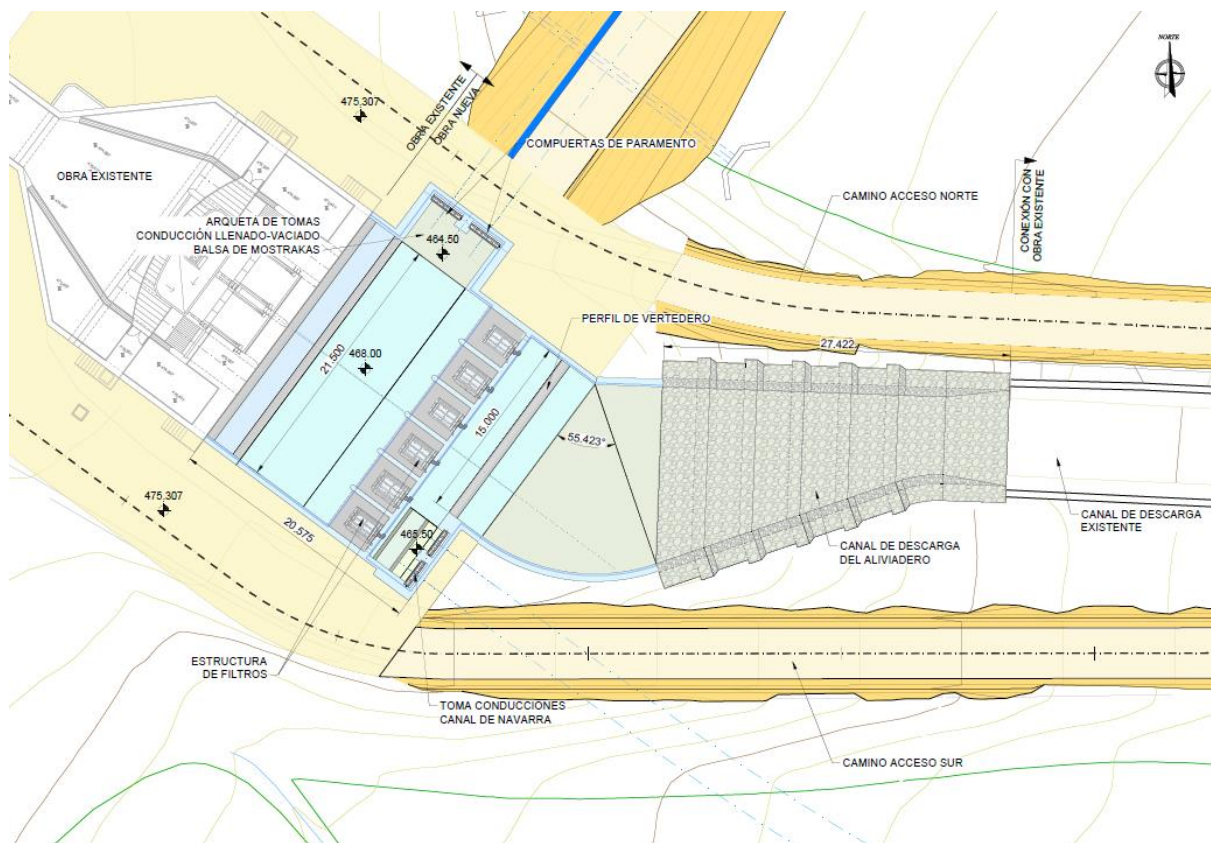 NORTE
475,307
OBRA EXISTENTE
OBRA NUEVA
COMPUERTAS DE PARAMENTO
OBRA EXISTENTE
CAMINO ACCESO NORTE
CONEXIÓN CON
OBRA EXISTENTE
ARQUETA DE TOMAS
CONDUCCIÓN LLENADO-VACIADO
BALSA DE MOSTRAKAS
464.50
PERFIL DE VERTEDERO
27.422
21.500
468.00
15.000
55.423°
475.307
20.575
465.50
CANAL DE DESCARGA
EXISTENTE
CANAL DE DESCARGA
DEL ALIVIADERO
ESTRUCTURA
DE FILTROS
TOMA CONDUCCIONES
CANAL DE NAVARRA
CAMINO ACCESO SUR